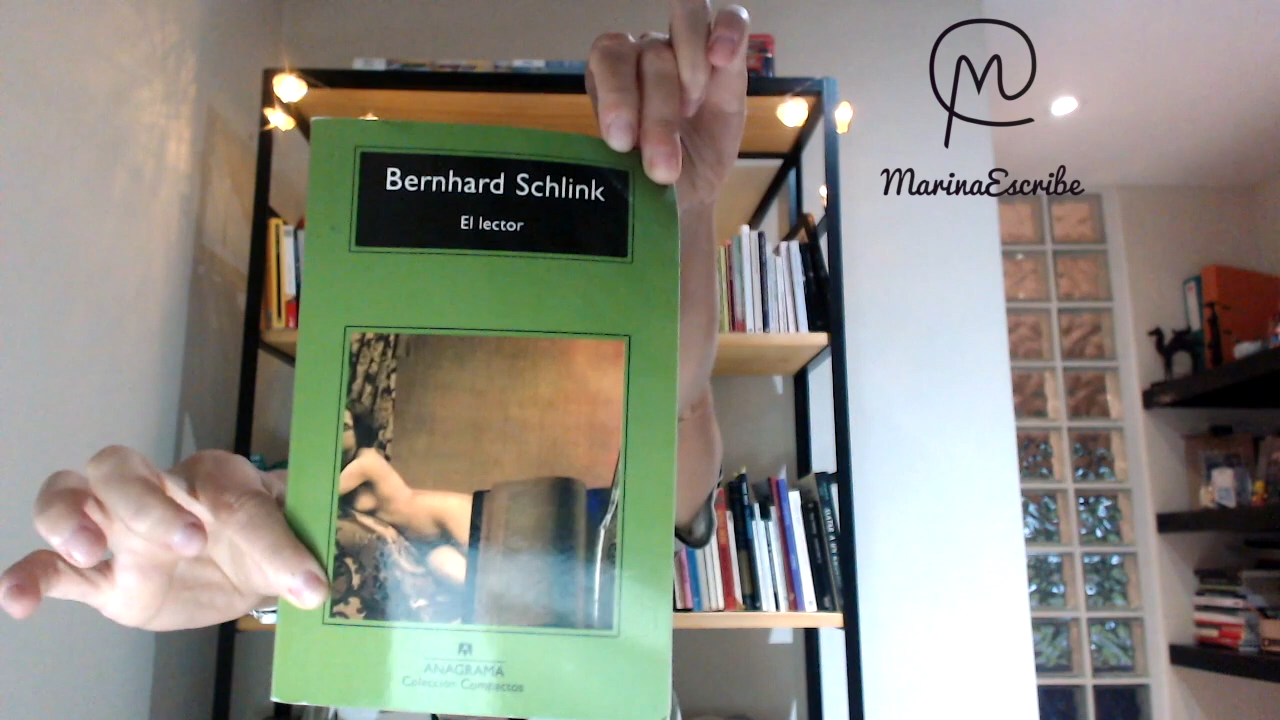 Bernhard Schlink
El lector
ANAGRAMA
Colección Compactos
MarinaEscribe